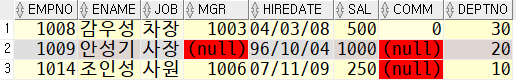 EMPNO ENAME JOB MGR HIREDATE SAL COMM DEPTNO
1 1008 감우성 차장 1003 04/03/08 500 0 30
2 1009 안성기 사장 (null) 96/10/04 1000 (null) 20
3 1014 조인성 사원 1006 07/11/09 250 (null) 10